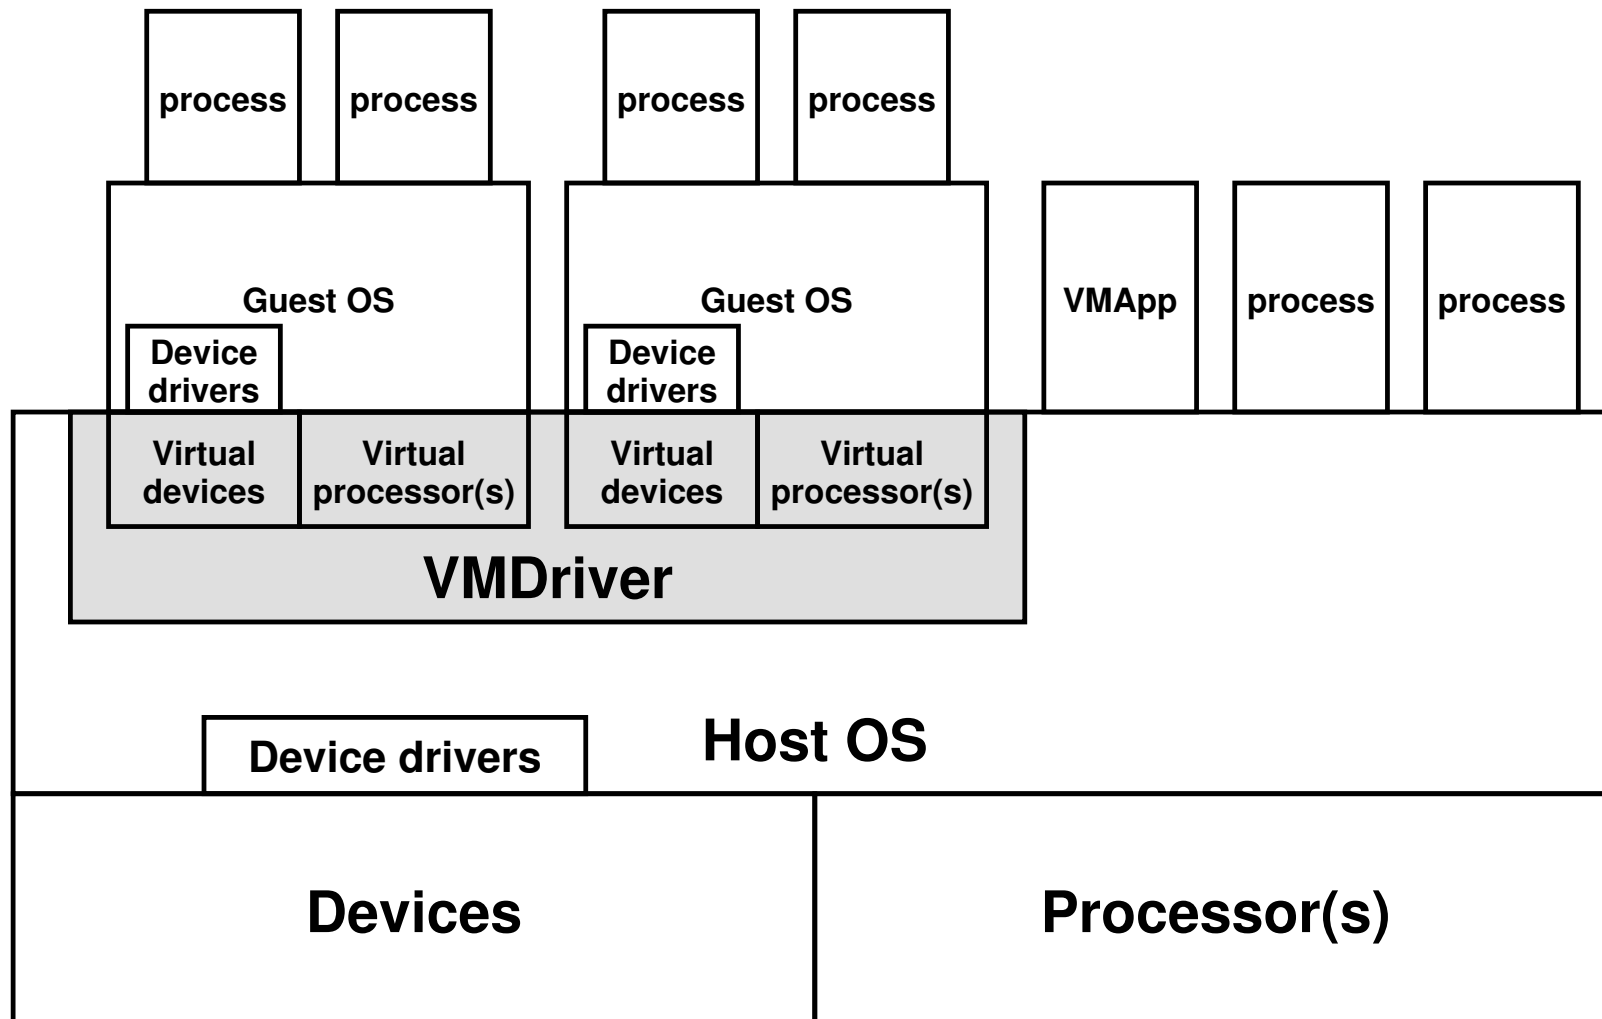 process
process
process
process
Guest OS
Guest OS
VMApp
process
process
Device
drivers
Device
drivers
Virtual
devices
Virtual
processor(s)
Virtual
devices
Virtual
processor(s)
VMDriver
Host OS
Device drivers
Devices
Processor(s)